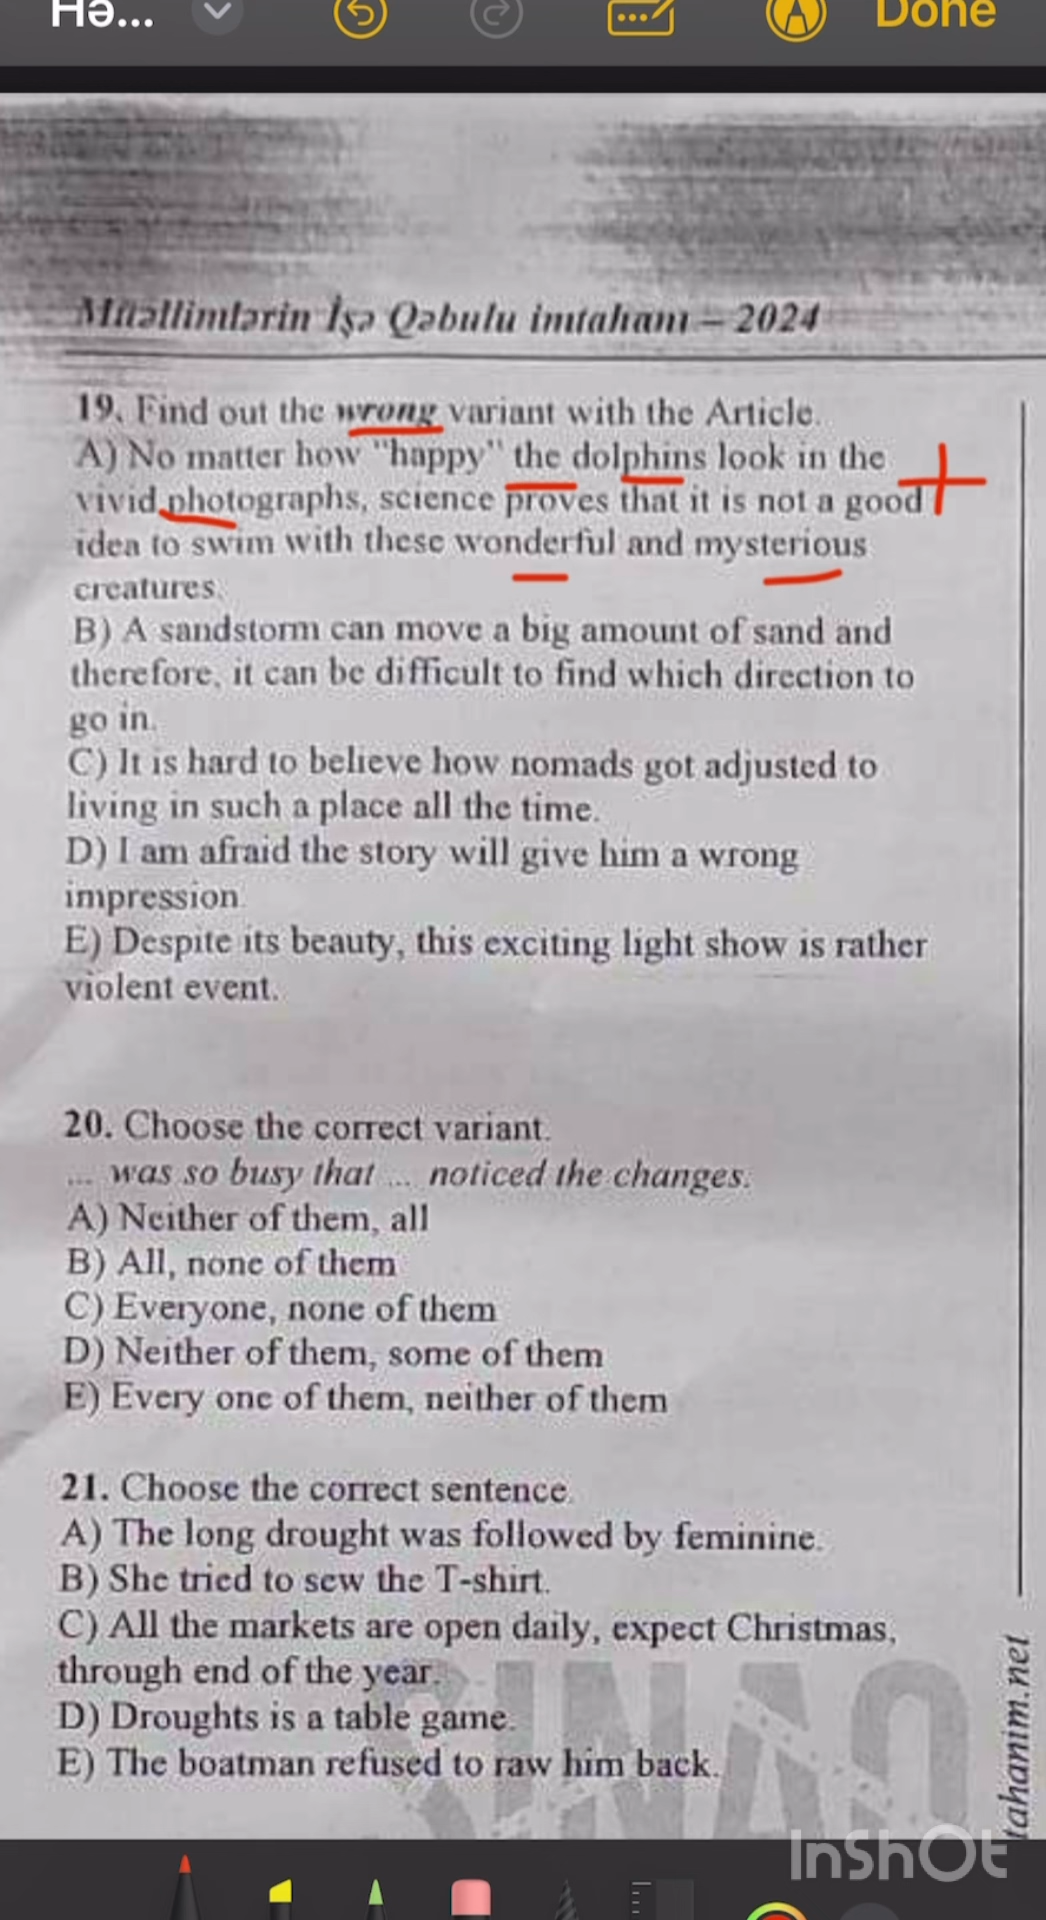 Hə...
Done
Müəllimlərin İşə Qəbulu imtahanı – 2024
19. Find out the wrong variant with the Article.
A) No matter how "happy" the dolphins look in the
vivid photographs, science proves that it is not a good
idea to swim with these wonderful and mysterious
creatures.
B) A sandstorm can move a big amount of sand and
therefore, it can be difficult to find which direction to
go in.
C) It is hard to believe how nomads got adjusted to
living in such a place all the time.
D) I am afraid the story will give him a wrong
impression
E) Despite its beauty, this exciting light show is rather
violent event.
20. Choose the correct variant.
... was so busy that ... noticed the changes.
A) Neither of them, all
B) All, none of them
C) Everyone, none of them
D) Neither of them, some of them
E) Every one of them, neither of them
21. Choose the correct sentence.
A) The long drought was followed by feminine.
B) She tried to sew the T-shirt.
C) All the markets are open daily, expect Christmas,
through end of the year.
D) Droughts is a table game.
E) The boatman refused to raw him back.
SINAQ
tahanim.net
InShOt